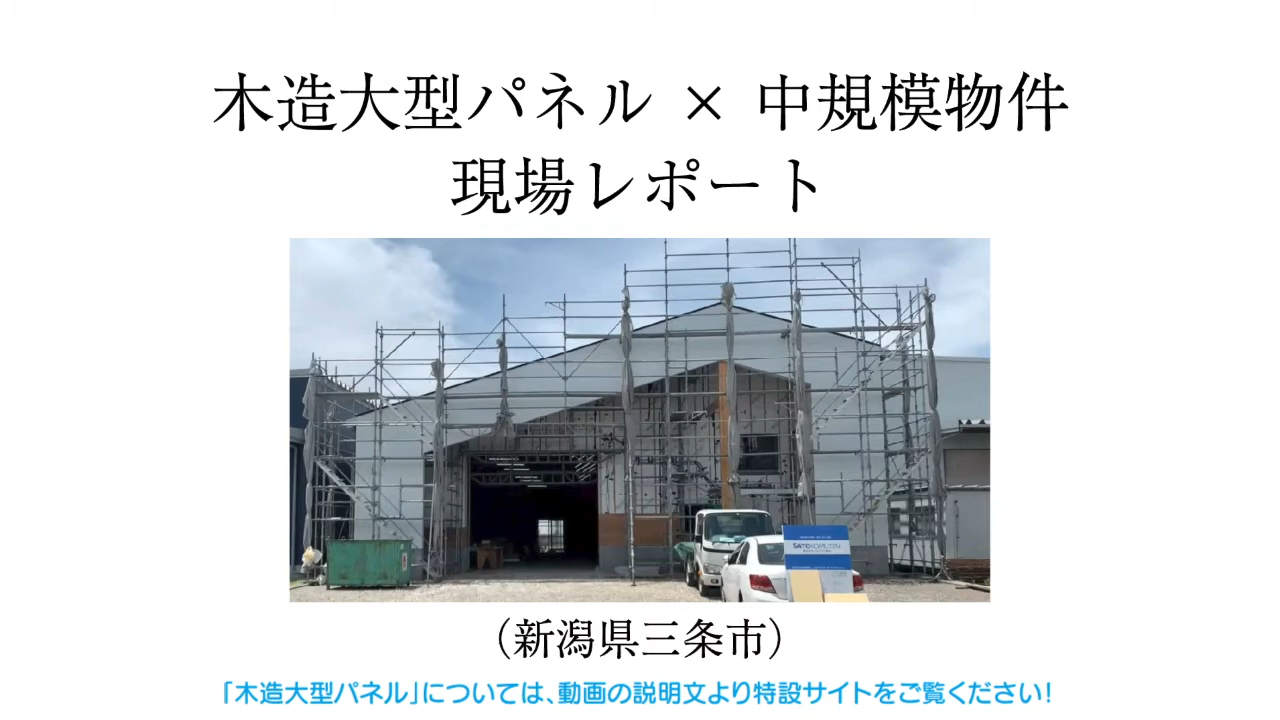 木造大型パネル × 中規模物件
現場レポート
SATO KOMUTEN
（新潟県三条市）
「木造大型パネル」については、動画の説明文より特設サイトをご覧ください！